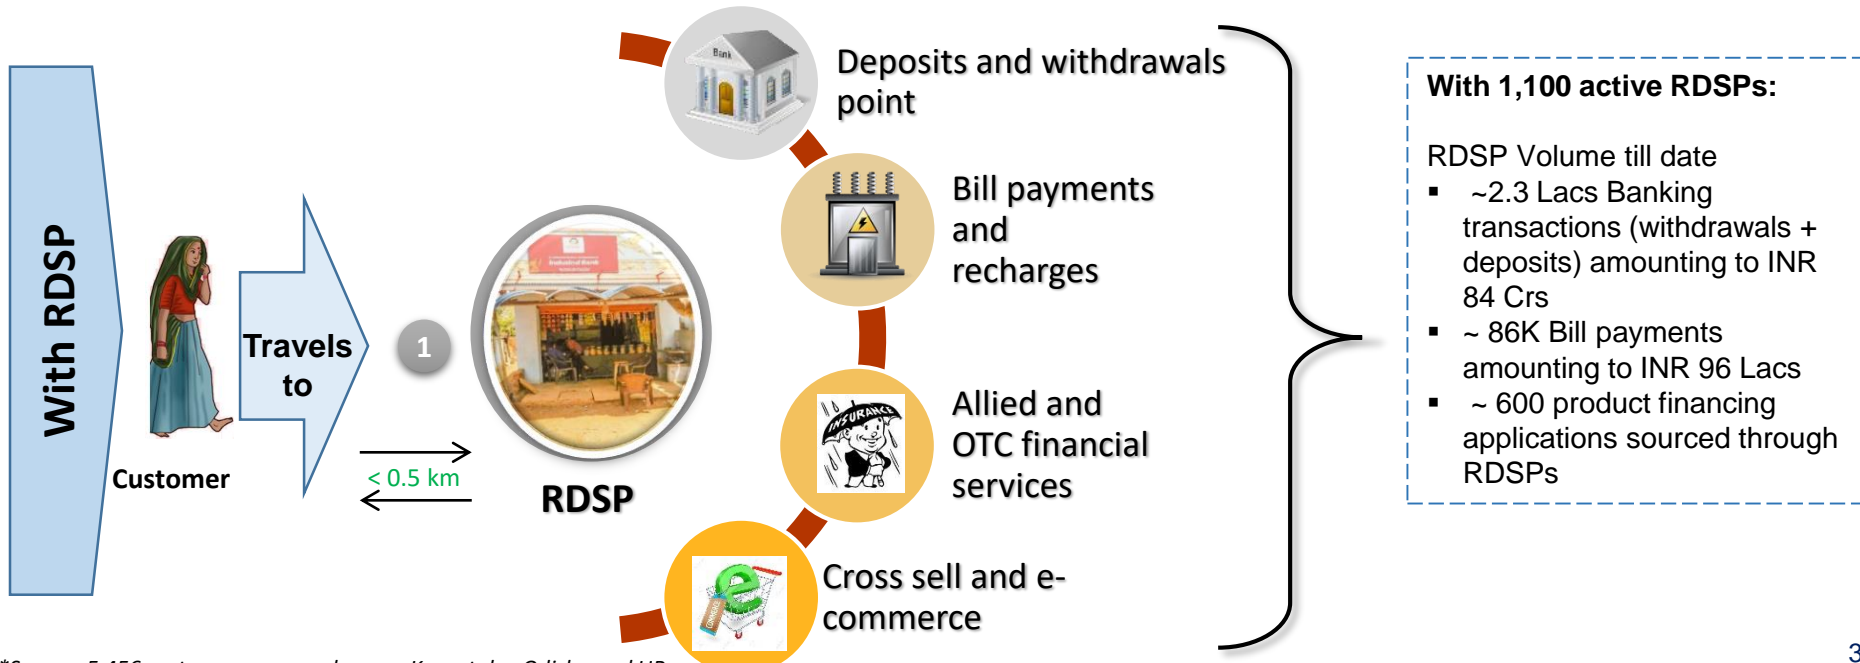 With RDSP
Customer
Travels
to
1
< 0.5 km
RDSP
Bank
Deposits and withdrawals
point
Bill payments
and
recharges
INSURANCE
Allied and
OTC financial
services
COMMERCE
Cross sell and e-
commerce
With 1,100 active RDSPs:
RDSP Volume till date
▪ ~2.3 Lacs Banking
transactions (withdrawals +
deposits) amounting to INR
84 Crs
▪ ~ 86K Bill payments
amounting to INR 96 Lacs
▪ ~ 600 product financing
applications sourced through
RDSPs
3